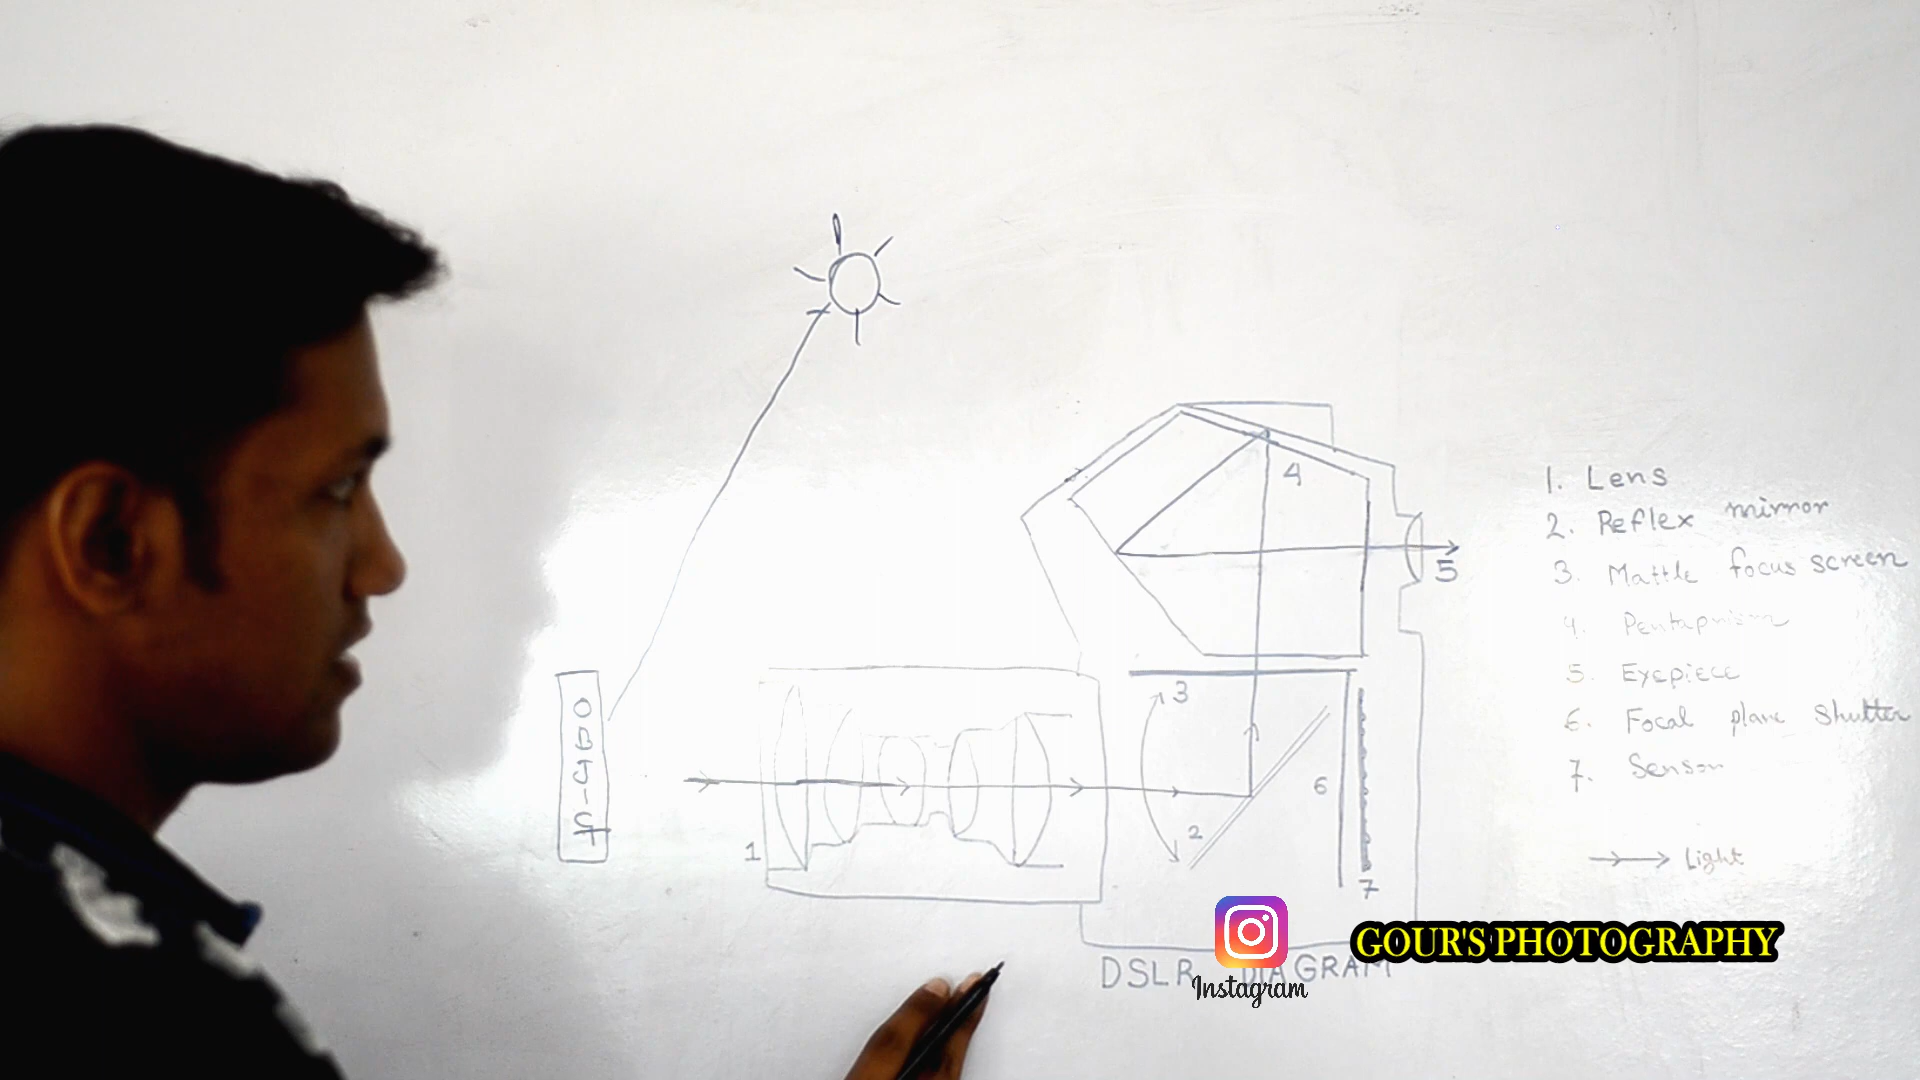 OBJECT
1
2
3
4
5
6
7
1. Lens
2. Reflex mirror
3. Mattle focus screen
4. Pentaprism
5. Eyepiece
6. Focal plane Shutter
7. Sensor
Light
DSLR DIAGRAM
Instagram
GOUR'S PHOTOGRAPHY